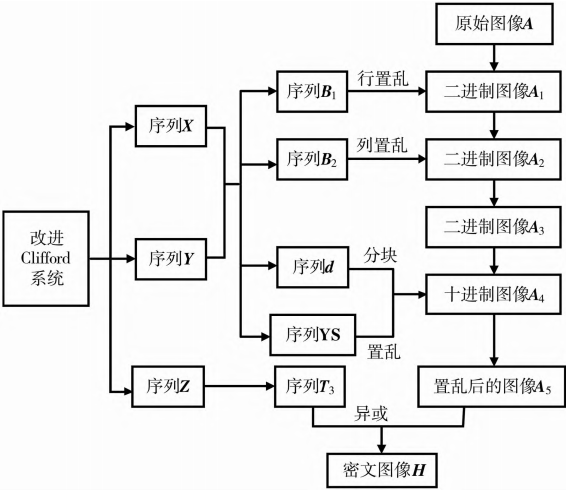 原始图像A
序列B₁
行置乱
二进制图像A₁
序列X
序列B₂
列置乱
二进制图像A₂
改进
Clifford
系统
序列Y
二进制图像A₃
序列d
分块
十进制图像A₄
序列YS
置乱
序列Z
序列T₃
置乱后的图像A₅
异或
密文图像H